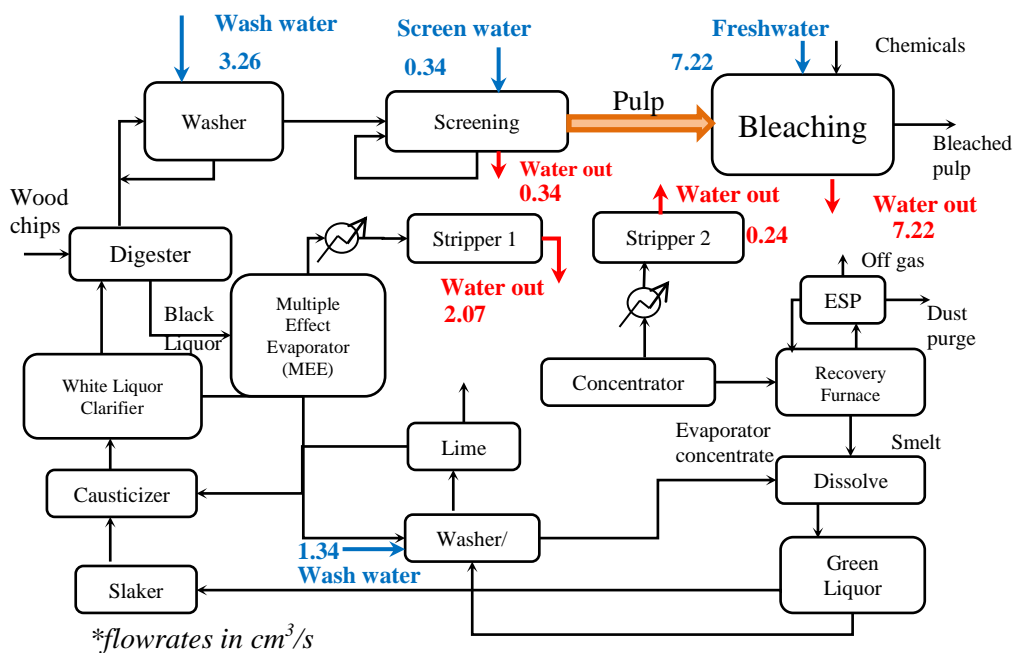 Wash water
3.26
Screen water
0.34
Freshwater
7.22
Chemicals
Washer
Screening
Pulp
Bleaching
Bleached
pulp
Water out
0.34
Water out
7.22
Wood
chips
Digester
Stripper 1
Water out
2.07
Water out
Stripper 2
0.24
Off gas
ESP
Dust
purge
Black
Liquor
Multiple
Effect
Evaporator
(MEE)
White Liquor
Clarifier
Concentrator
Recovery
Furnace
Lime
Evaporator
concentrate
Smelt
Causticizer
Dissolve
Washer/
1.34
Wash water
Green
Liquor
Slaker
*flowrates in cm³/s